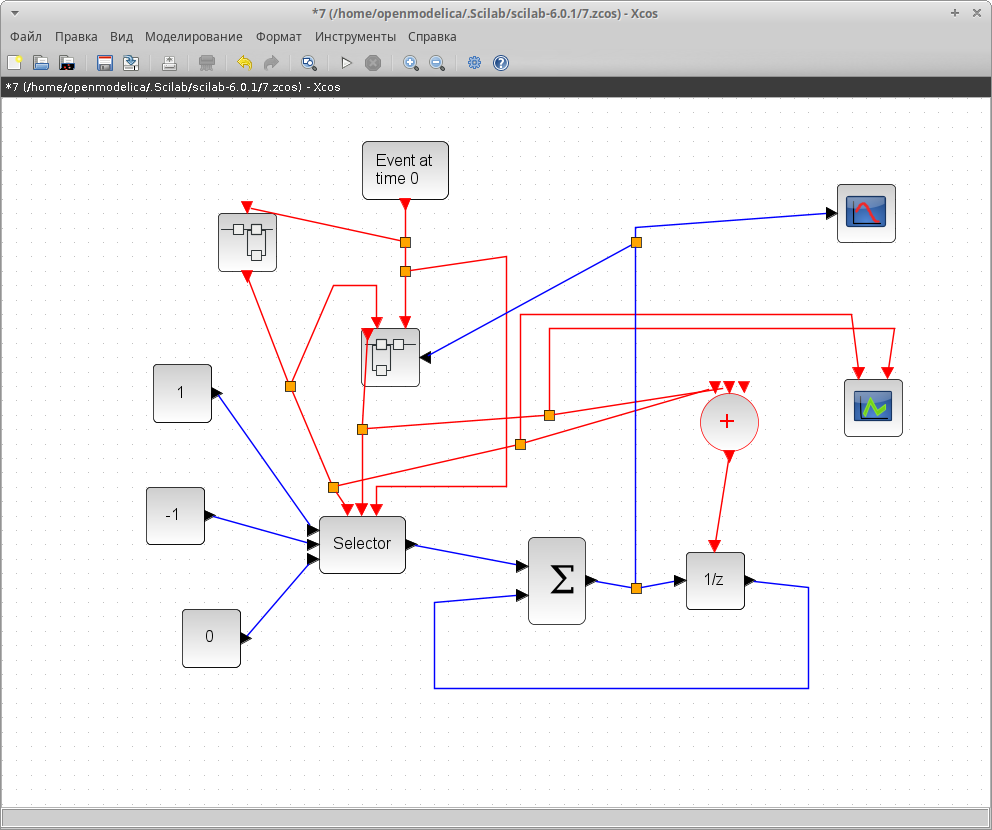 *7 (/home/openmodelica/.Scilab/scilab-6.0.1/7.zcos) - Xcos
Файл Правка Вид Моделирование Формат Инструменты Справка
*7 (/home/openmodelica/.Scilab/scilab-6.0.1/7.zcos) - Xcos
Event at
time 0
1
+
-1
Selector
Σ
1/z
0